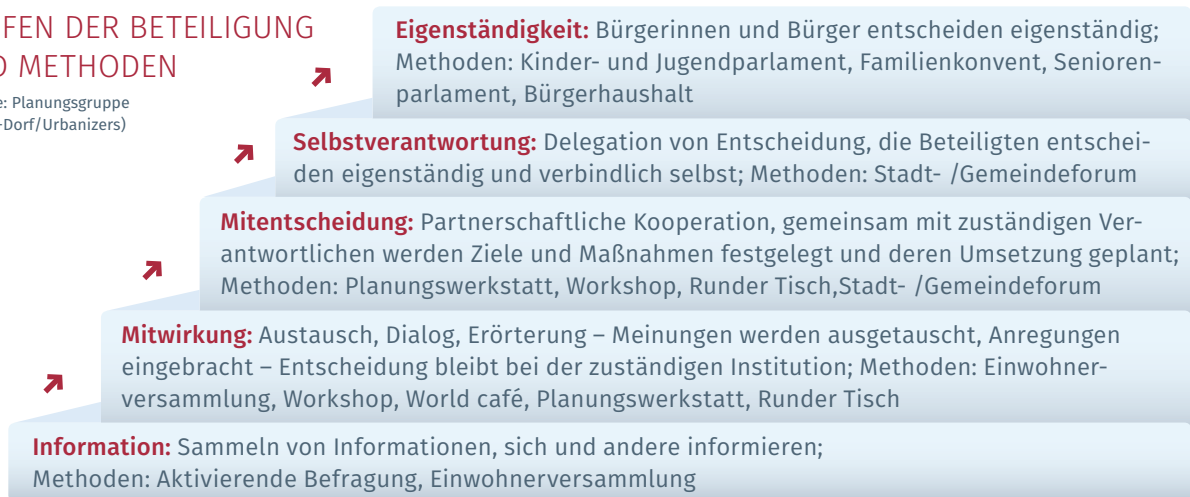 FEN DER BETEILIGUNG
METHODEN
e: Planungsgruppe
-Dorf/Urbanizers)
Eigenständigkeit: Bürgerinnen und Bürger entscheiden eigenständig;
Methoden: Kinder- und Jugendparlament, Familienkonvent, Senioren-
parlament, Bürgerhaushalt
Selbstverantwortung: Delegation von Entscheidung, die Beteiligten entschei-
den eigenständig und verbindlich selbst; Methoden: Stadt- /Gemeindeforum
Mitentscheidung: Partnerschaftliche Kooperation, gemeinsam mit zuständigen Ver-
antwortlichen werden Ziele und Maßnahmen festgelegt und deren Umsetzung geplant;
Methoden: Planungswerkstatt, Workshop, Runder Tisch,Stadt- /Gemeindeforum
Mitwirkung: Austausch, Dialog, Erörterung – Meinungen werden ausgetauscht, Anregungen
eingebracht – Entscheidung bleibt bei der zuständigen Institution; Methoden: Einwohner-
versammlung, Workshop, World café, Planungswerkstatt, Runder Tisch
Information: Sammeln von Informationen, sich und andere informieren;
Methoden: Aktivierende Befragung, Einwohnerversammlung